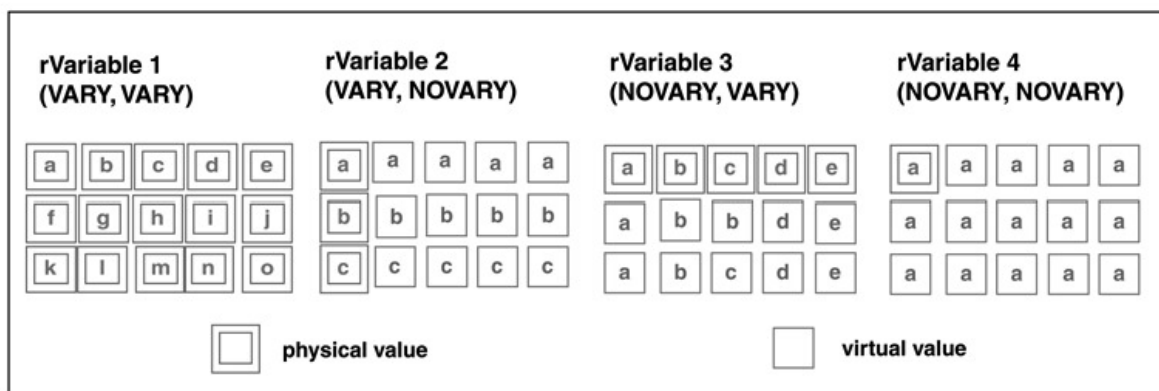 rVariable 1
(VARY, VARY)
rVariable 2
(VARY, NOVARY)
rVariable 3
(NOVARY, VARY)
rVariable 4
(NOVARY, NOVARY)
a b c d e
f g h i j
k l m n o
a a a a a
b b b b b
c c c c c
a b c d e
a b b d e
a b c d e
a a a a a
a a a a a
a a a a a
physical value
virtual value